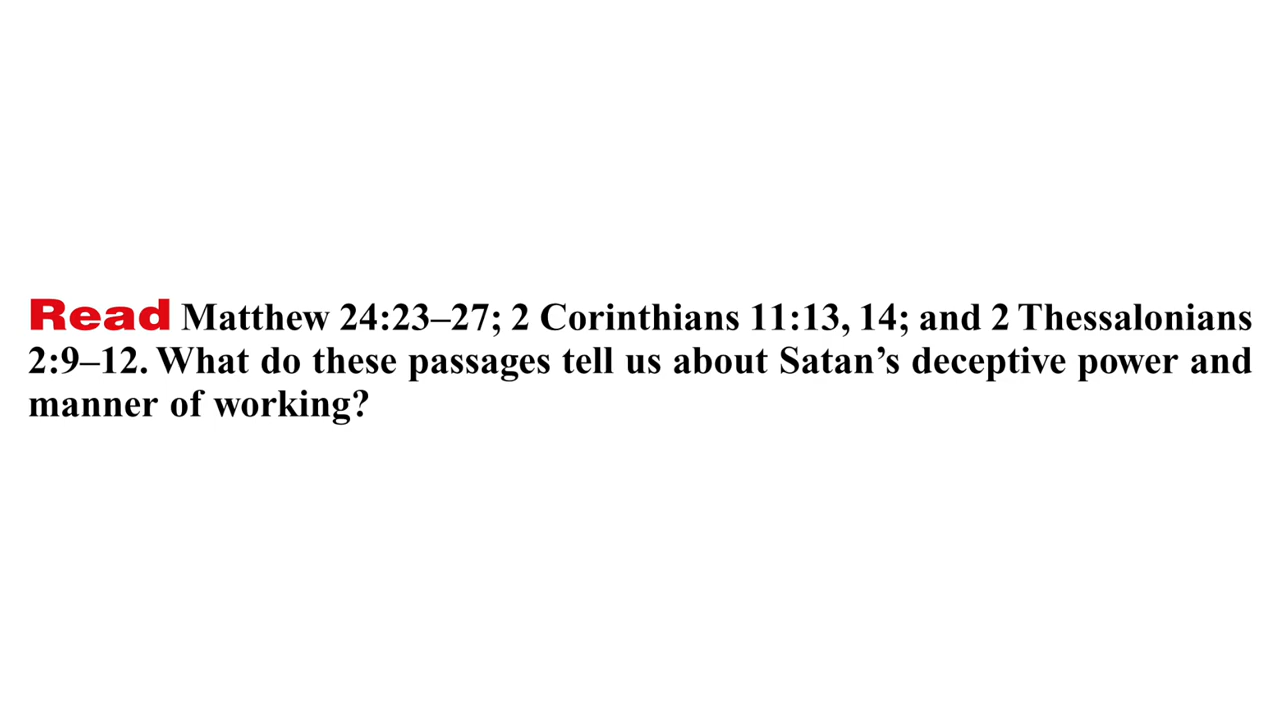 Read Matthew 24:23–27; 2 Corinthians 11:13, 14; and 2 Thessalonians
2:9–12. What do these passages tell us about Satan’s deceptive power and
manner of working?